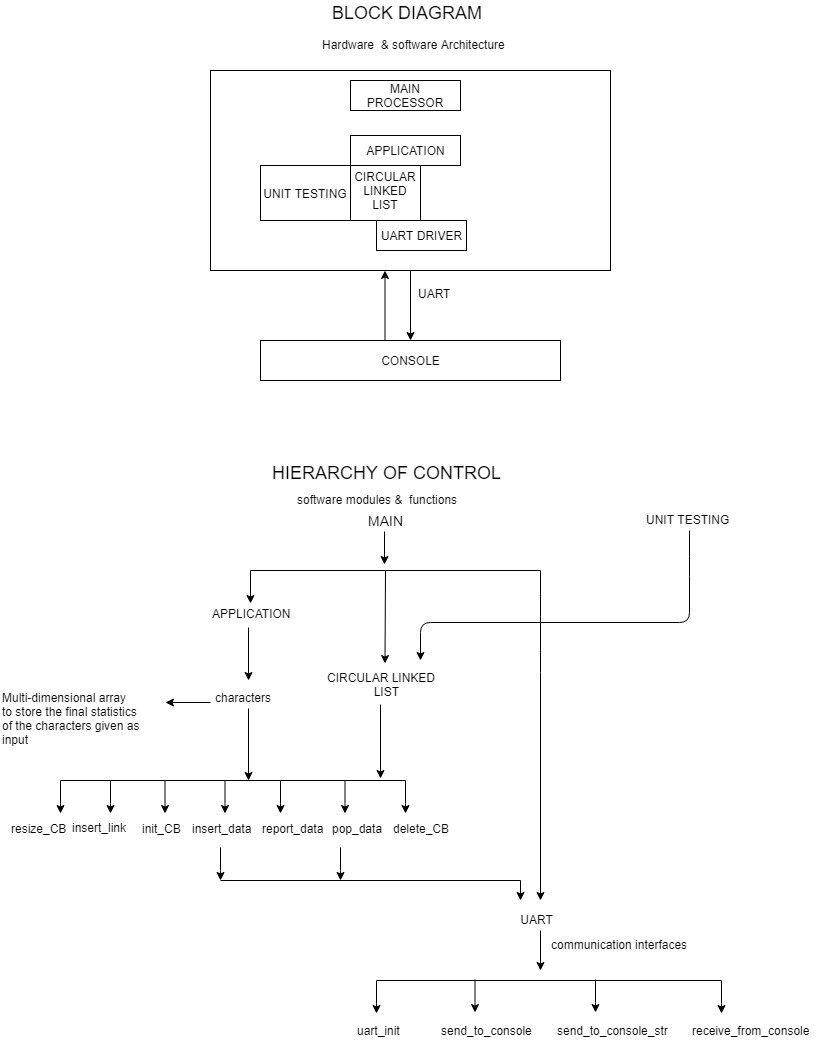 BLOCK DIAGRAM
Hardware & software Architecture
MAIN
PROCESSOR
APPLICATION
UNIT TESTING
CIRCULAR
LINKED
LIST
UART DRIVER
UART
CONSOLE
HIERARCHY OF CONTROL
software modules & functions
MAIN
UNIT TESTING
APPLICATION
CIRCULAR LINKED
LIST
characters
Multi-dimensional array
to store the final statistics
of the characters given as
input
resize_CB insert_link init_CB insert_data report_data pop_data delete_CB
UART
communication interfaces
uart_init send_to_console send_to_console_str receive_from_console